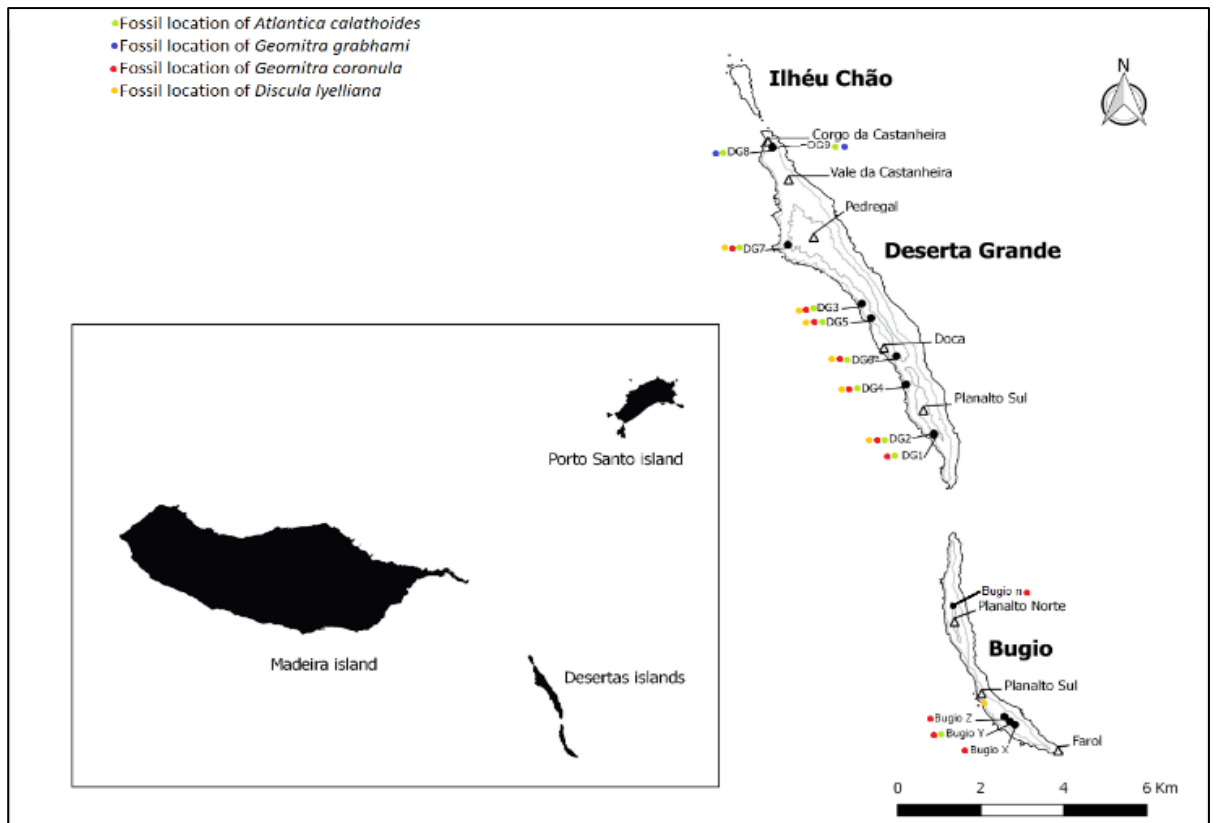 Fossil location of Atlantica calathoides
Fossil location of Geomitra grabhami
Fossil location of Geomitra coronula
Fossil location of Discula lyelliana
Ilhéu Chão
N
Corgo da Castanheira
DG8
DG9
Vale da Castanheira
Pedregal
Deserta Grande
DG7
DG3
DG5
Doca
DG6
DG4
Planalto Sul
DG2
DG1
Porto Santo island
Madeira island
Desertas islands
Bugio n
Planalto Norte
Bugio
Planalto Sul
Bugio Z
Bugio Y
Bugio X
Farol
0 2 4 6 Km